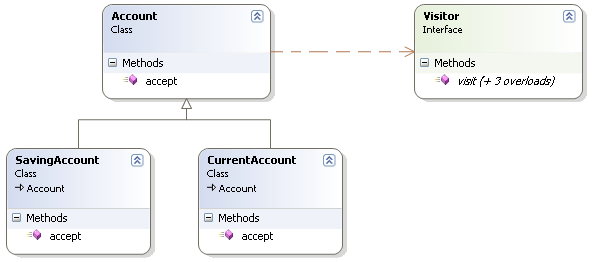 Account
Class
Methods
accept
Visitor
Interface
Methods
visit (+ 3 overloads)
SavingAccount
Class
Account
Methods
accept
CurrentAccount
Class
Account
Methods
accept